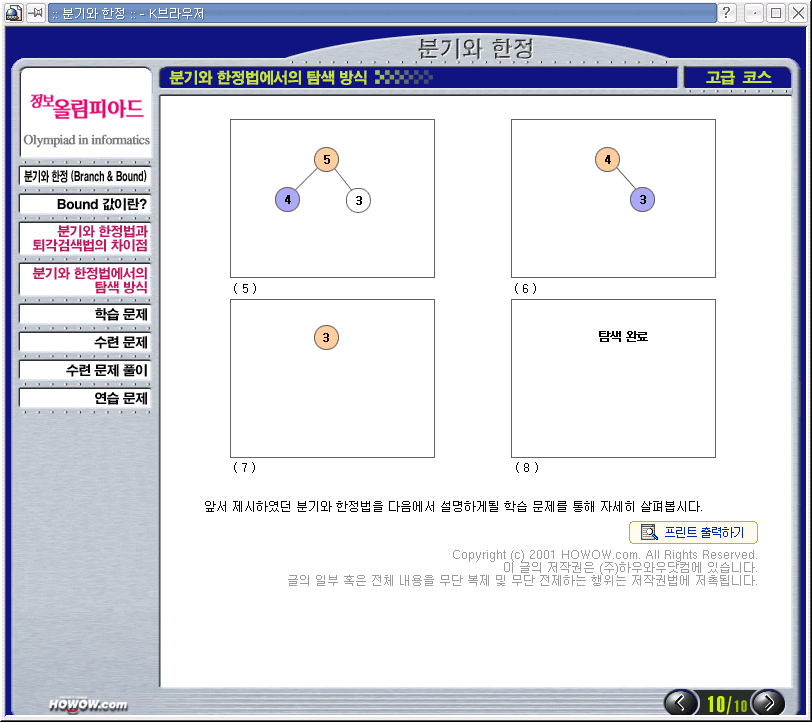 :: 분기와 한정 :: - K브라우저
분기와 한정
정보올림피아드
Olympiad in informatics
분기와 한정 (Branch & Bound)
Bound 값이란?
분기와 한정법과
퇴각검색법의 차이점
분기와 한정법에서의
탐색 방식
학습 문제
수련 문제
수련 문제 풀이
연습 문제
HOWOW.com
분기와 한정법에서의 탐색 방식
고급 코스
5
4
3
( 5 )
4
3
( 6 )
3
( 7 )
탐색 완료
( 8 )
앞서 제시하였던 분기와 한정법을 다음에서 설명하게될 학습 문제를 통해 자세히 살펴봅시다.
프린트 출력하기
Copyright (c) 2001 HOWOW.com. All Rights Reserved.
이 글의 저작권은 (주)하우와우닷컴에 있습니다.
글의 일부 혹은 전체 내용을 무단 복제 및 무단 전제하는 행위는 저작권법에 저촉됩니다.
10/10